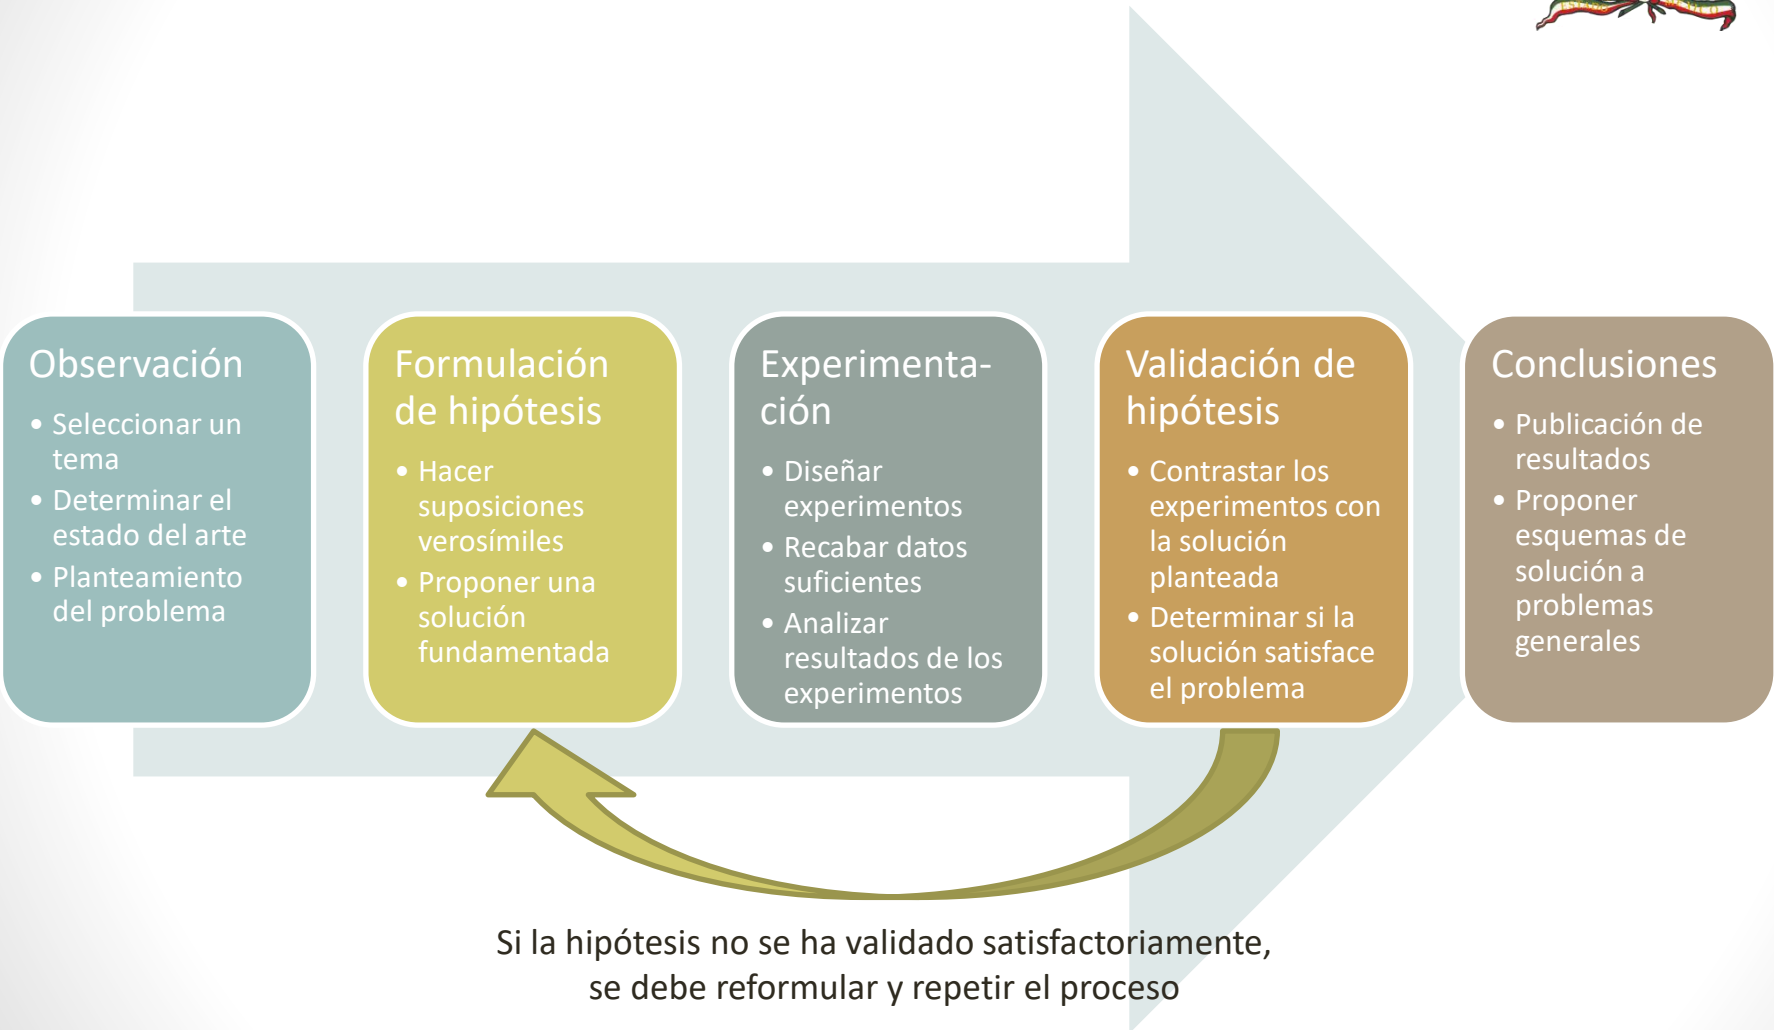 Observación
• Seleccionar un
tema
• Determinar el
estado del arte
• Planteamiento
del problema
Formulación
de hipótesis
• Hacer
suposiciones
verosímiles
• Proponer una
solución
fundamentada
Experimenta-
ción
• Diseñar
experimentos
• Recabar datos
suficientes
• Analizar
resultados de los
experimentos
Validación de
hipótesis
• Contrastar los
experimentos con
la solución
planteada
• Determinar si la
solución satisface
el problema
Conclusiones
• Publicación de
resultados
• Proponer
esquemas de
solución a
problemas
generales
Si la hipótesis no se ha validado satisfactoriamente,
se debe reformular y repetir el proceso